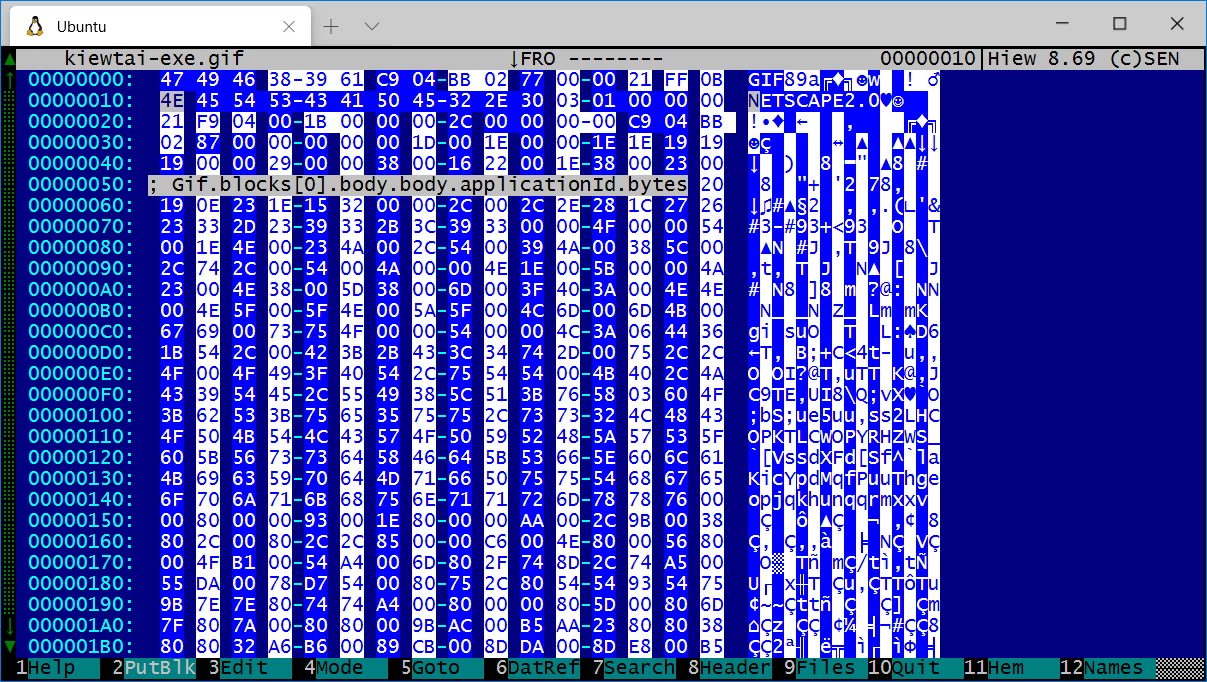 Ubuntu
kiewtai-exe.gif ↓FRO -------- 00000010│Hiew 8.69 (c)SEN
00000000: 47 49 46 38-39 61 C9 04-BB 02 77 00-00 21 FF 0B GIF89a╔♦╗☻w  ! ♂
00000010: 4E 45 54 53-43 41 50 45-32 2E 30 03-01 00 00 00 NETSCAPE2.0♥☺
00000020: 21 F9 04 00-1B 00 00 00-2C 00 00 00-00 C9 04 BB !∙♦ ←   ,    ╔♦╗
00000030: 02 87 00 00-00 00 00 1D-00 1E 00 00-1E 1E 19 19 ☻ç     ↔ ▲  ▲▲↓↓
00000040: 19 00 00 29-00 00 38 00-16 22 00 1E-38 00 23 00 ↓  )  8 ▬" ▲8 #
00000050: ; Gif.blocks[0].body.body.applicationId.bytes 20 8 "+ '2 78,
00000060: 19 0E 23 1E-15 32 00 00-2C 00 2C 2E-28 1C 27 26 ↓♫#▲§2  , ,.(∟'&
00000070: 23 33 2D 23-39 33 2B 3C-39 33 00 00-4F 00 00 54 #3-#93+<93  O  T
00000080: 00 1E 4E 00-23 4A 00 2C-54 00 39 4A-00 38 5C 00 ▲N #J ,T 9J 8\
00000090: 2C 74 2C 00-54 00 4A 00-00 4E 1E 00-5B 00 00 4A ,t, T J  N▲ [  J
000000A0: 23 00 4E 38-00 5D 38 00-6D 00 3F 40-3A 00 4E 4E # N8 ]8 m ?@: NN
000000B0: 00 4E 5F 00-5F 4E 00 5A-5F 00 4C 6D-00 6D 4B 00 N_ _N Z_ Lm mK
000000C0: 67 69 00 73-75 4F 00 00-54 00 00 4C-3A 06 44 36 gi suO  T  L:♠D6
000000D0: 1B 54 2C 00-42 3B 2B 43-3C 34 74 2D-00 75 2C 2C ←T, B;+C<4t- u,,
000000E0: 4F 00 4F 49-3F 40 54 2C-75 54 54 00-4B 40 2C 4A O OI?@T,uTT K@,J
000000F0: 43 39 54 45-2C 55 49 38-5C 51 3B 76-58 03 60 4F C9TE,UI8\Q;vX♥`O
00000100: 3B 62 53 3B-75 65 35 75-75 2C 73 73-32 4C 48 43 ;bS;ue5uu,ss2LHC
00000110: 4F 50 4B 54-4C 43 57 4F-50 59 52 48-5A 57 53 5F OPKTLCWOPYRHZWS_
00000120: 60 5B 56 73-73 64 58 46-64 5B 53 66-5E 60 6C 61 `[VssdXFd[Sf^`la
00000130: 4B 69 63 59-70 64 4D 71-66 50 75 75-54 68 67 65 KicYpdMqfPuuThge
00000140: 6F 70 6A 71-6B 68 75 6E-71 71 72 6D-78 78 76 00 opjqkhunqqrmxxv
00000150: 00 80 00 00-93 00 1E 80-00 00 AA 00-2C 9B 00 38 Ç  ô ▲Ç  ¬ ,¢ 8
00000160: 80 2C 00 80-2C 2C 85 00-00 C6 00 4E-80 00 56 80 Ç, Ç,,à  ╞ NÇ VÇ
00000170: 00 4F B1 00-54 A4 00 6D-80 2F 74 8D-2C 74 A5 00 O▒ Tñ mÇ/tì,tÑ
00000180: 55 DA 00 78-D7 54 00 80-75 2C 80 54-54 93 54 75 U┌ x╫T Çu,ÇTTôTu
00000190: 9B 7E 7E 80-74 74 A4 00-80 00 00 80-5D 00 80 6D ¢~~Çttñ Ç  Ç] Çm
000001A0: 7F 80 7A 00-80 80 00 9B-AC 00 B5 AA-23 80 80 38 ⌂Çz ÇÇ ¢¼ ╡¬#ÇÇ8
000001B0: 80 80 32 A6-B6 00 89 CB-00 8D DA 00-8D E8 00 B5 ÇÇ2ª╢ ë╦ ì┌ ìΦ ╡
1Help 2PutBlk 3Edit 4Mode 5Goto 6DatRef 7Search 8Header 9Files 10Quit 11Hem 12Names